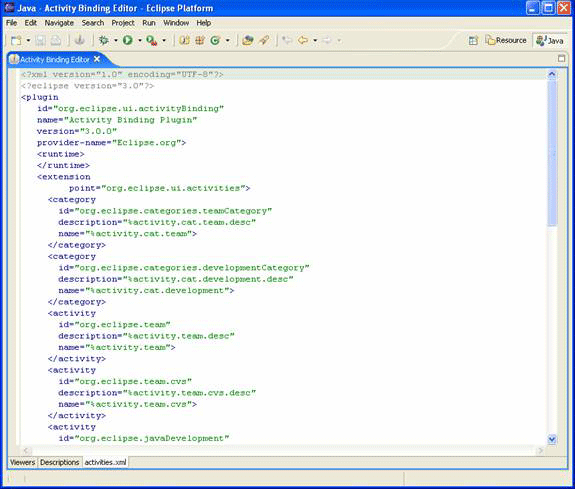 Java - Activity Binding Editor - Eclipse Platform
File Edit Navigate Search Project Run Window Help
Resource Java
Activity Binding Editor
<?xml version="1.0" encoding="UTF-8"?>
<?eclipse version="3.0"?>
<plugin
id="org.eclipse.ui.activityBinding"
name="Activity Binding Plugin"
version="3.0.0"
provider-name="Eclipse.org">
<runtime>
</runtime>
<extension
point="org.eclipse.ui.activities">
<category
id="org.eclipse.categories.teamCategory"
description="%activity.cat.team.desc"
name="%activity.cat.team">
</category>
<category
id="org.eclipse.categories.developmentCategory"
description="%activity.cat.development.desc"
name="%activity.cat.development">
</category>
<activity
id="org.eclipse.team"
description="%activity.team.desc"
name="%activity.team">
</activity>
<activity
id="org.eclipse.team.cvs"
description="%activity.team.cvs.desc"
name="%activity.team.cvs">
</activity>
<activity
id="org.eclipse.javaDevelopment"
Viewers Descriptions activities.xml